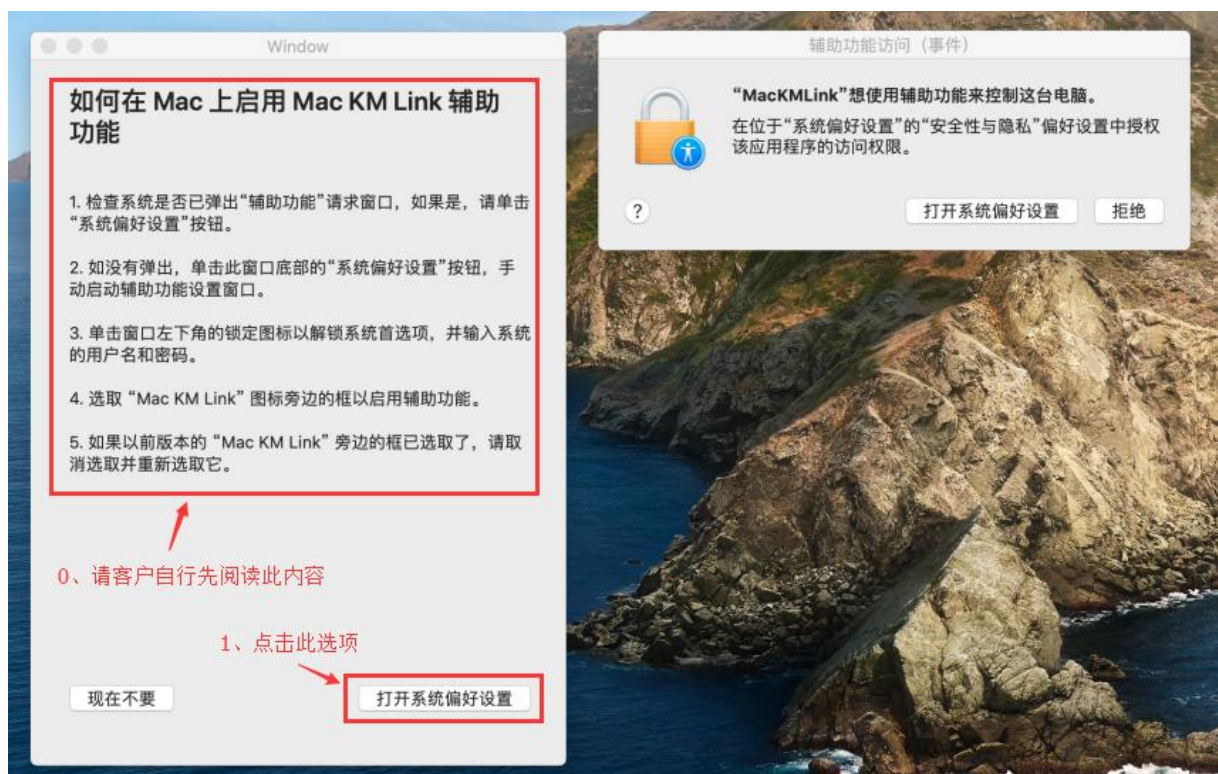 Window
如何在 Mac 上启用 Mac KM Link 辅助
功能
1. 检查系统是否已弹出“辅助功能”请求窗口，如果是，请单击
“系统偏好设置”按钮。
2. 如没有弹出，单击此窗口底部的“系统偏好设置”按钮，手
动启动辅助功能设置窗口。
3. 单击窗口左下角的锁定图标以解锁系统首选项，并输入系统
的用户名和密码。
4. 选取 “Mac KM Link” 图标旁边的框以启用辅助功能。
5. 如果以前版本的 “Mac KM Link” 旁边的框已选取了，请取
消选取并重新选取它。
0、请客户自行先阅读此内容
1、点击此选项
现在不要
打开系统偏好设置
辅助功能访问（事件）
“MacKMLink”想使用辅助功能来控制这台电脑。
在位于“系统偏好设置”的“安全性与隐私”偏好设置中授权
该应用程序的访问权限。
?
打开系统偏好设置
拒绝